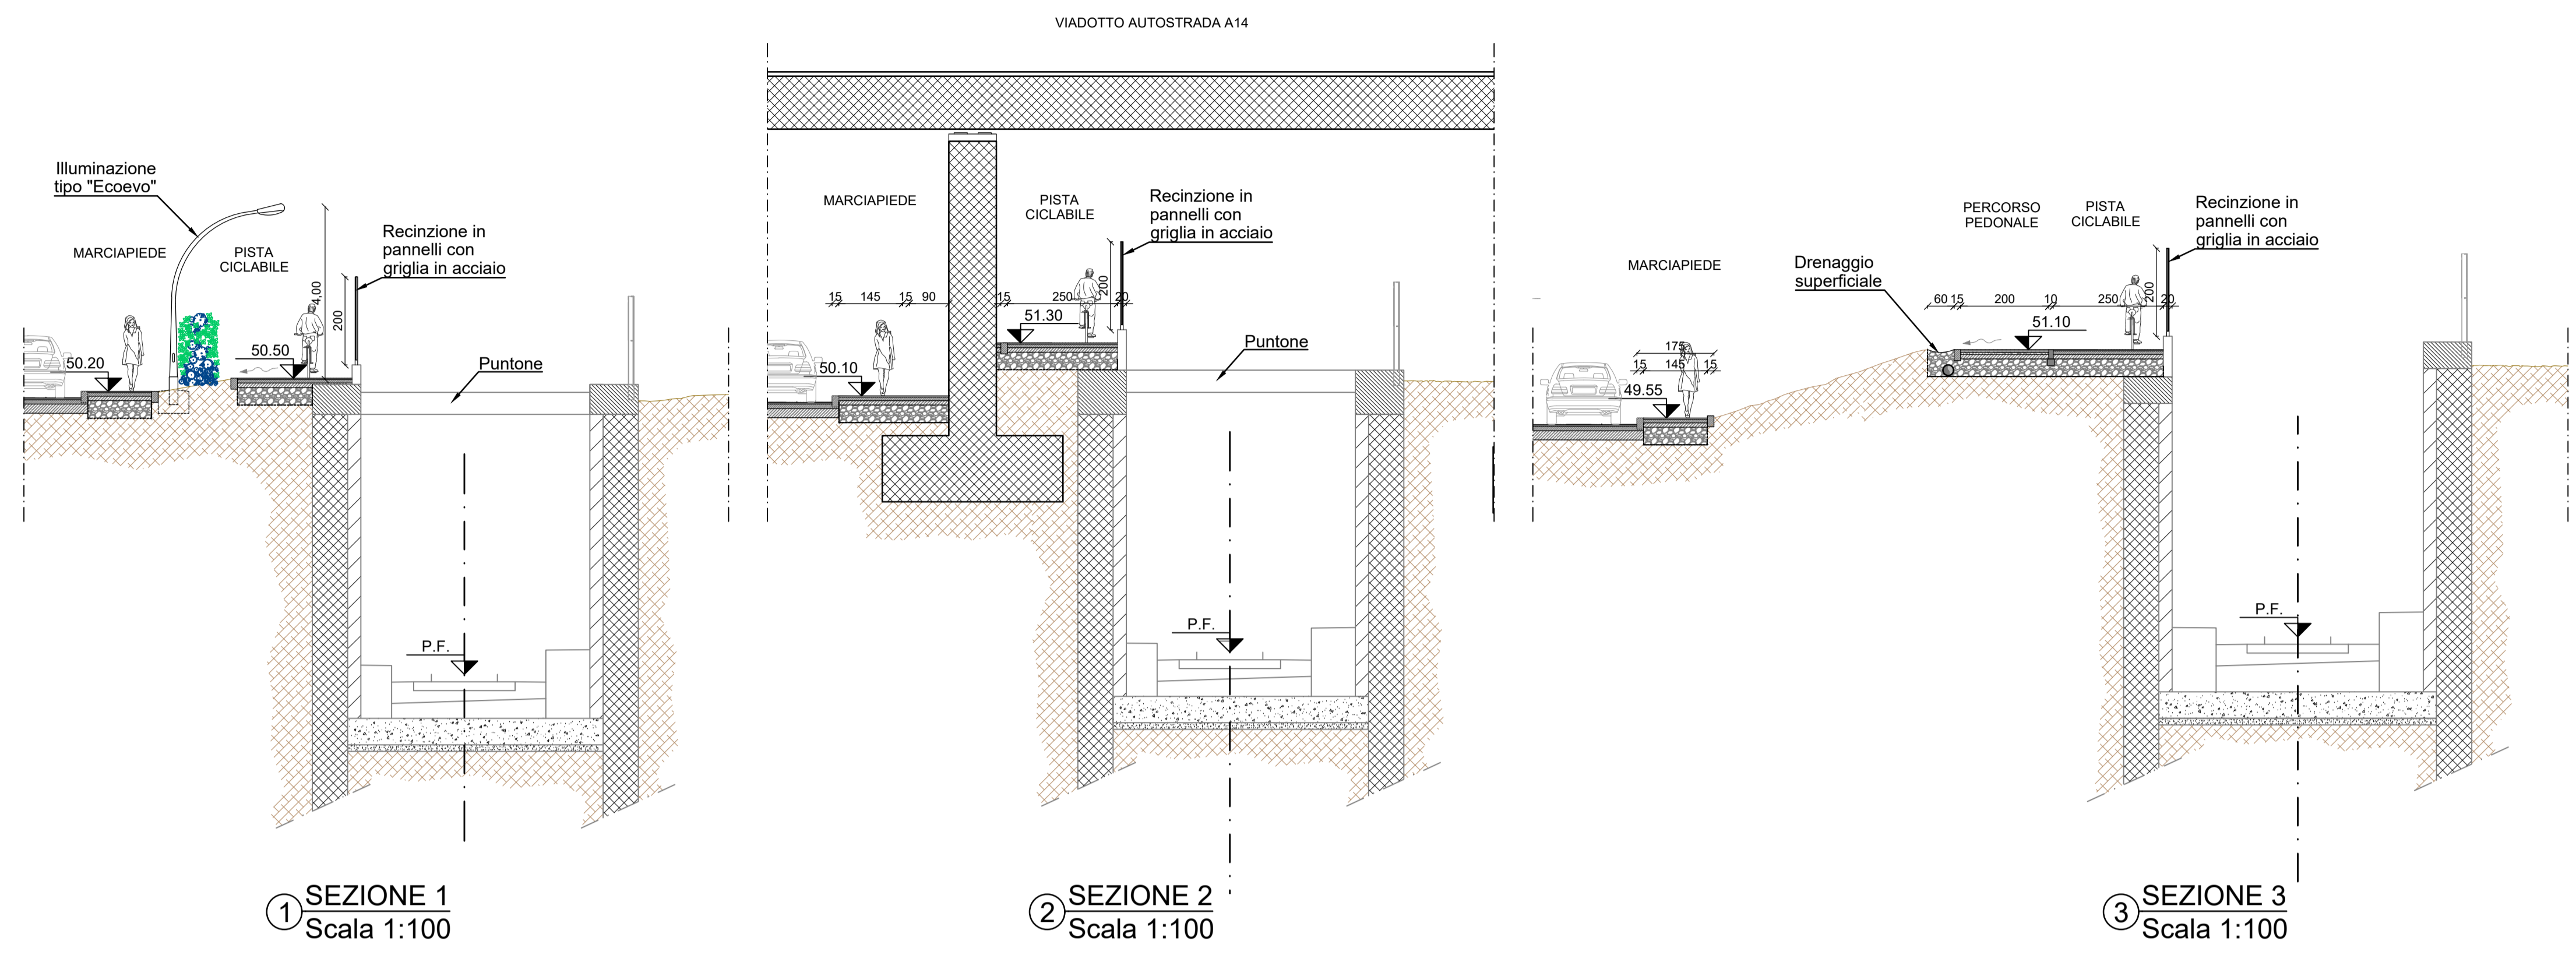 VIADOTTO AUTOSTRADA A14
Illuminazione
tipo "Ecoevo"
MARCIAPIEDE
PISTA
CICLABILE
Recinzione in
pannelli con
griglia in acciaio
4,00
200
50.20
50.50
Puntone
P.F.
1
SEZIONE 1
Scala 1:100
MARCIAPIEDE
PISTA
CICLABILE
Recinzione in
pannelli con
griglia in acciaio
15 145 15 90 15 250 20
200
51.30
50.10
Puntone
P.F.
2
SEZIONE 2
Scala 1:100
MARCIAPIEDE
Drenaggio
superficiale
PERCORSO
PEDONALE
PISTA
CICLABILE
Recinzione in
pannelli con
griglia in acciaio
60 15 200 10 250 20
200
51.10
175
15 145 15
49.55
P.F.
3
SEZIONE 3
Scala 1:100